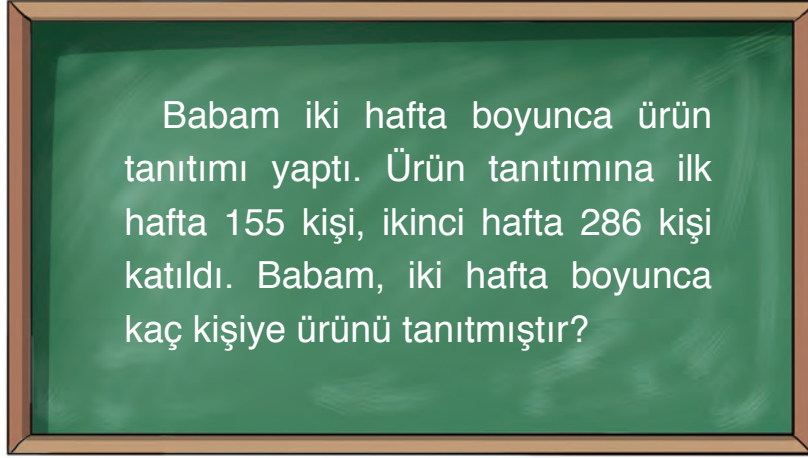 Babam iki hafta boyunca ürün
tanıtımı yaptı. Ürün tanıtımına ilk
hafta 155 kişi, ikinci hafta 286 kişi
katıldı. Babam, iki hafta boyunca
kaç kişiye ürünü tanıtmıştır?